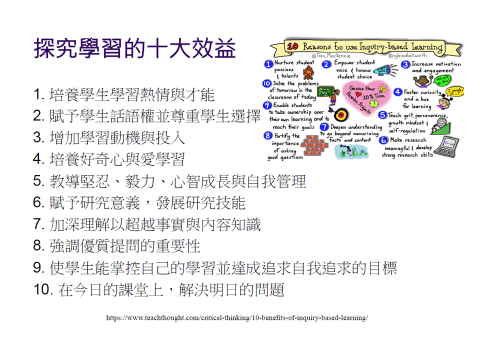 探究學習的十大效益
1. 培養學生學習熱情與才能
2. 賦予學生話語權並尊重學生選擇
3. 增加學習動機與投入
4. 培養好奇心與愛學習
5. 教導堅忍、毅力、心智成長與自我管理
6. 賦予研究意義，發展研究技能
7. 加深理解以超越事實與內容知識
8. 強調優質提問的重要性
9. 使學生能掌控自己的學習並達成追求自我追求的目標
10. 在今日的課堂上，解決明日的問題
10 Reasons to use Inquiry-based learning
@Trev_Mackenzie
@sylviaduckworth
1 Nurture student
passions
& talents
2 Empower student
voice & honour
student choice
3 Increase motivation
and engagement
4 Foster curiosity
and a love
for learning
5 Teach grit, perseverance,
growth mindset &
self-regulation
6 Make research
meaningful & develop
strong research skills
7 Deepen understanding
to go beyond memorizing
facts and content
8 Fortify the
importance
of asking
good questions
9 Enable students
to take ownership over
their own learning and to
reach their goals
10 Solve the problems
of tomorrow in the
classrooms of today
Genius Hour
20% Time
https://www.teachthought.com/critical-thinking/10-benefits-of-inquiry-based-learning/